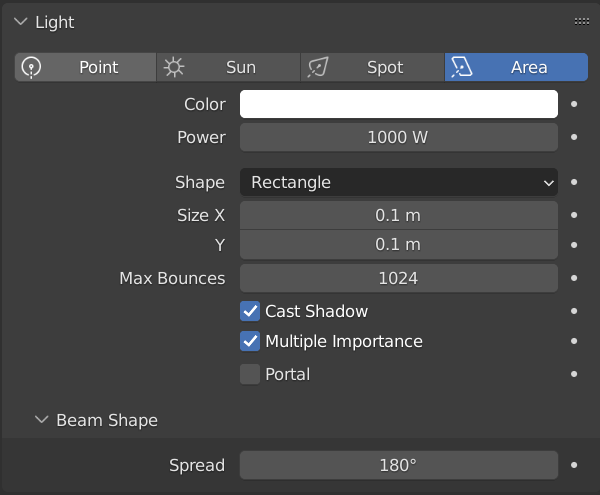 Light
Point Sun Spot Area
Color
Power 1000 W
Shape Rectangle
Size X 0.1 m
Y 0.1 m
Max Bounces 1024
Cast Shadow
Multiple Importance
Portal
Beam Shape
Spread 180°